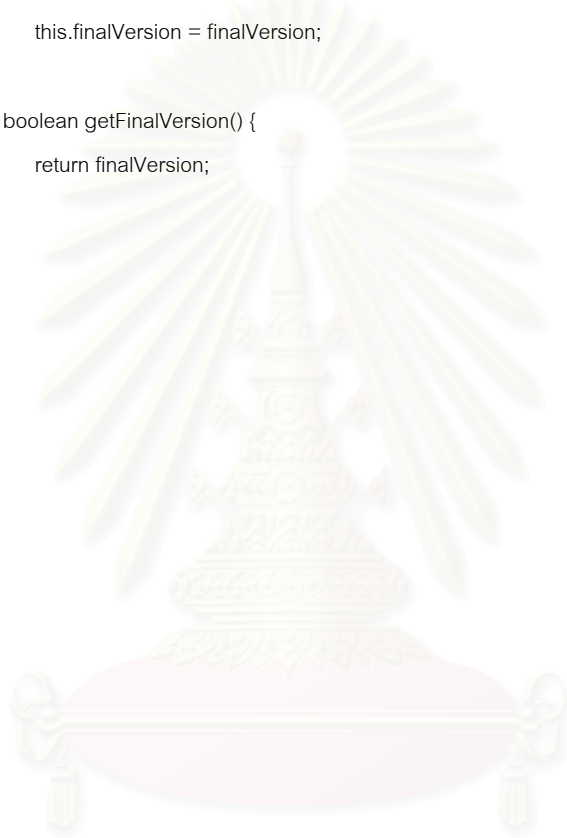 this.finalVersion = finalVersion;
boolean getFinalVersion() {
return finalVersion;